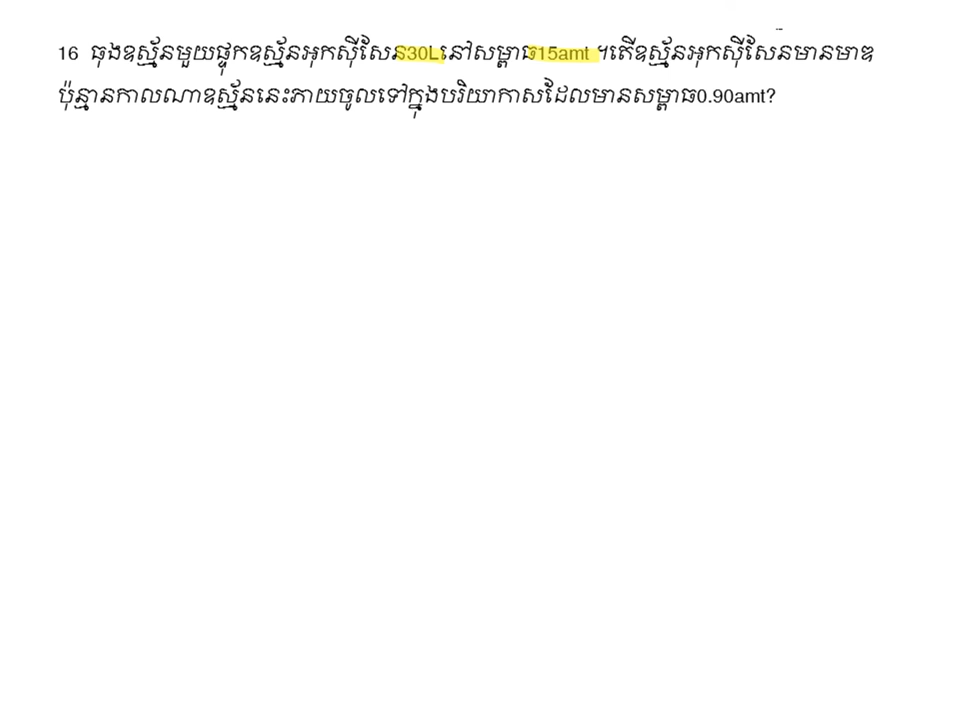 16 ធុងឧស្ម័នមួយផ្ទុកឧស្ម័នអុកស៊ីសែន30Lនៅសម្ពាធ15amt ។តើឧស្ម័នអុកស៊ីសែនមានមាឌ
ប៉ុន្មានកាលណាឧស្ម័ននេះភាយចូលទៅក្នុងបរិយាកាសដែលមានសម្ពាធ0.90amt?